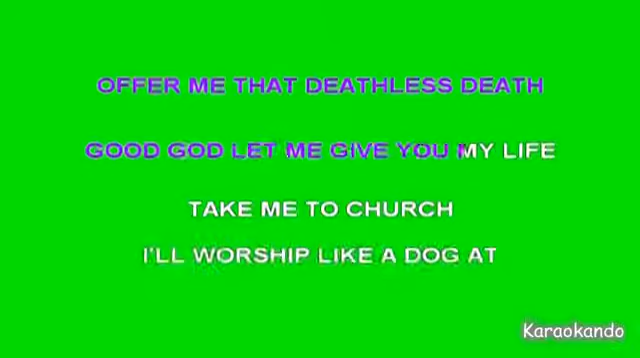 OFFER ME THAT DEATHLESS DEATH
GOOD GOD LET ME GIVE YOU MY LIFE
TAKE ME TO CHURCH
I'LL WORSHIP LIKE A DOG AT
Karaokando